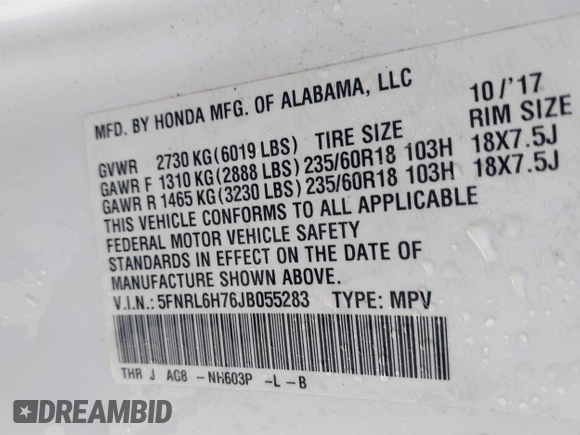 MFD. BY HONDA MFG. OF ALABAMA, LLC 10/'17
GVWR 2730 KG(6019 LBS) TIRE SIZE RIM SIZE
GAWR F 1310 KG(2888 LBS) 235/60R18 103H 18X7.5J
GAWR R 1465 KG(3230 LBS) 235/60R18 103H 18X7.5J
THIS VEHICLE CONFORMS TO ALL APPLICABLE
FEDERAL MOTOR VEHICLE SAFETY
STANDARDS IN EFFECT ON THE DATE OF
MANUFACTURE SHOWN ABOVE.
V.I.N.: 5FNRL6H76JB055283 TYPE: MPV
THR J AG8 - NH603P -L -B
DREAMBID